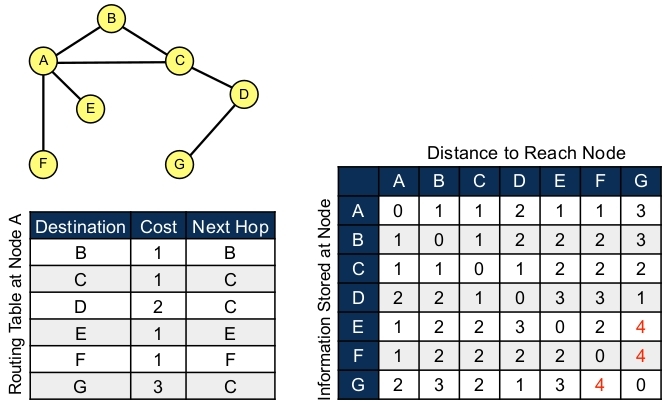 B
A
C
D
E
F
G
Routing Table at Node A
Destination Cost Next Hop
B 1 B
C 1 C
D 2 C
E 1 E
F 1 F
G 3 C
Distance to Reach Node
Information Stored at Node
A B C D E F G
A 0 1 1 2 1 1 3
B 1 0 1 2 2 2 3
C 1 1 0 1 2 2 2
D 2 2 1 0 3 3 1
E 1 2 2 3 0 2 4
F 1 2 2 2 2 0 4
G 2 3 2 1 3 4 0